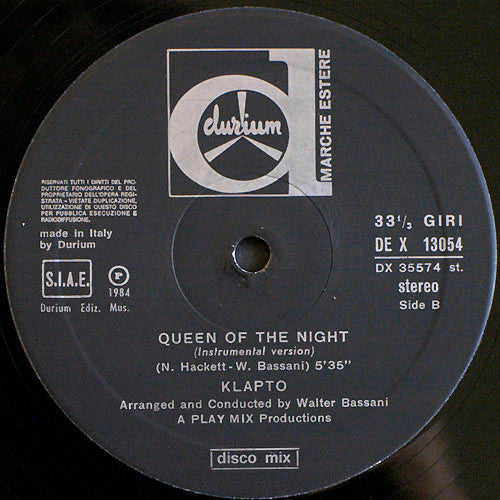 durium
MARCHE ESTERE
RISERVATI TUTTI I DIRITTI DEL PRO-
DUTTORE FONOGRAFICO E DEL
PROPRIETARIO DELL'OPERA REGI-
STRATA - VIETATE DUPLICAZIONE,
UTILIZZAZIONE DI QUESTO DISCO
PER PUBBLICA ESECUZIONE E
RADIODIFFUSIONE.
made in Italy
by Durium
S.I.A.E.
P
1984
Durium Ediz. Mus.
33 1/3 GIRI
DE X 13054
DX 35574 st.
stereo
Side B
QUEEN OF THE NIGHT
(Instrumental version)
(N. Hackett - W. Bassani) 5'35"
KLAPTO
Arranged and Conducted by Walter Bassani
A PLAY MIX Productions
disco mix